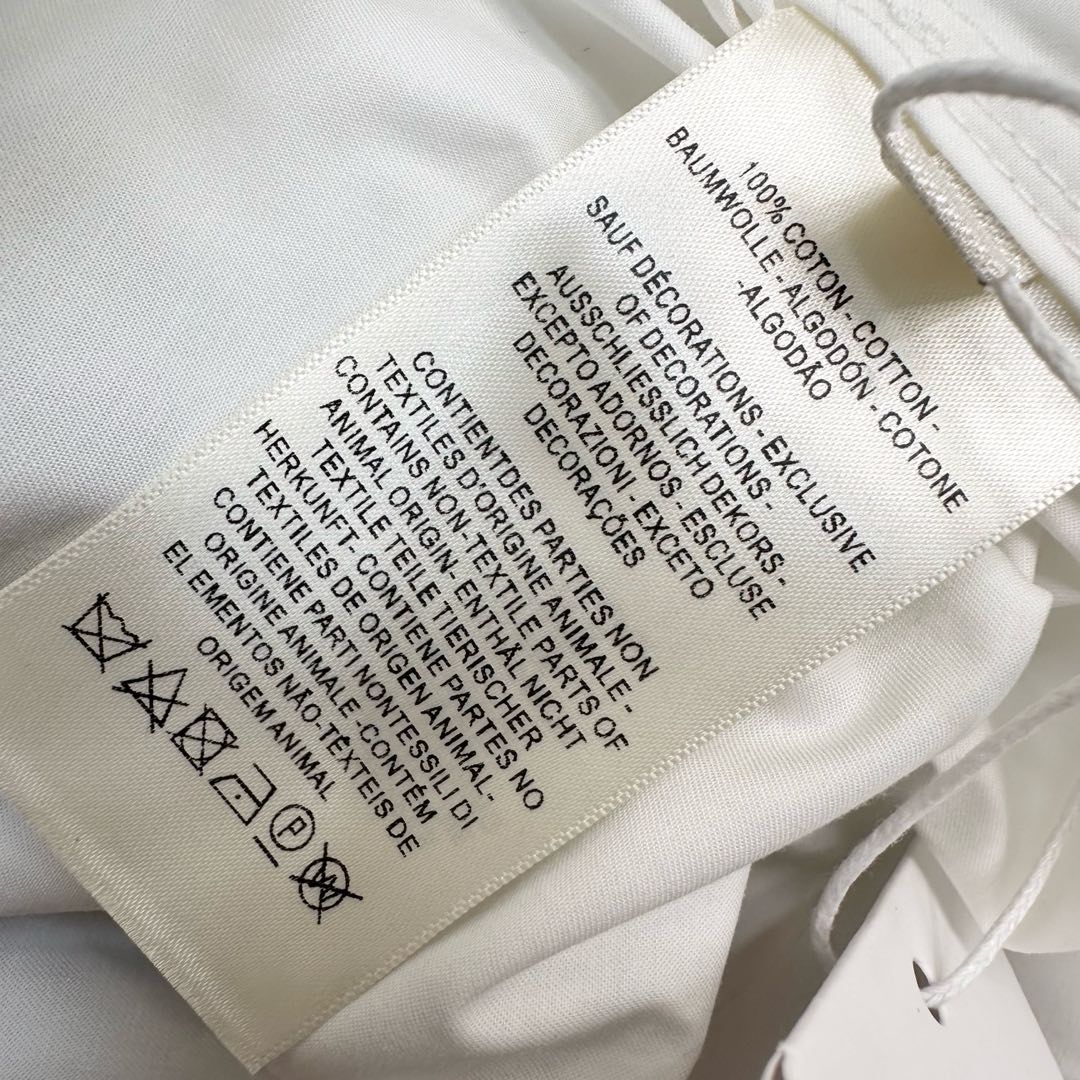 100% COTON - COTTON -
BAUMWOLLE - ALGODÓN - COTONE
-ALGODÃO
SAUF DÉCORATIONS - EXCLUSIVE
OF DECORATIONS -
AUSSCHLIESSLICH DEKORS -
EXCEPTO ADORNOS - ESCLUSE
DECORAZIONI - EXCETO
DECORAÇÕES
CONTIENTDES PARTIES NON
TEXTILES D'ORIGINE ANIMALE -
CONTAINS NON-TEXTILE PARTS OF
ANIMAL ORIGIN- ENTHÄL NICHT
TEXTILE TEILE TIERISCHER
HERKUNFT- CONTIENE PARTES NO
TEXTILES DE ORIGEN ANIMAL-
CONTIENE PARTI NONTESSILI DI
ORIGINE ANIMALE -CONTÉM
ELEMENTOS NÃO-TÊXTEIS DE
ORIGEM ANIMAL
P